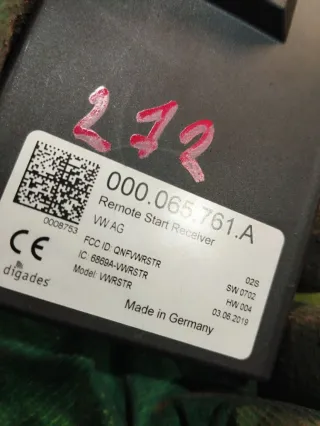 272
000.065.761.A
Remote Start Receiver
VW AG
0008753
FCC ID: QNFVWRSTR
IC: 6869A-VWRSTR
Model: VWRSTR
02S
SW 0702
HW 004
03.06.2019
CE
digades
Made in Germany